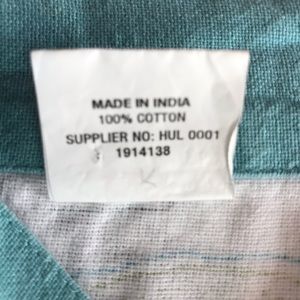 MADE IN INDIA
100% COTTON
SUPPLIER NO: HUL 0001
1914138